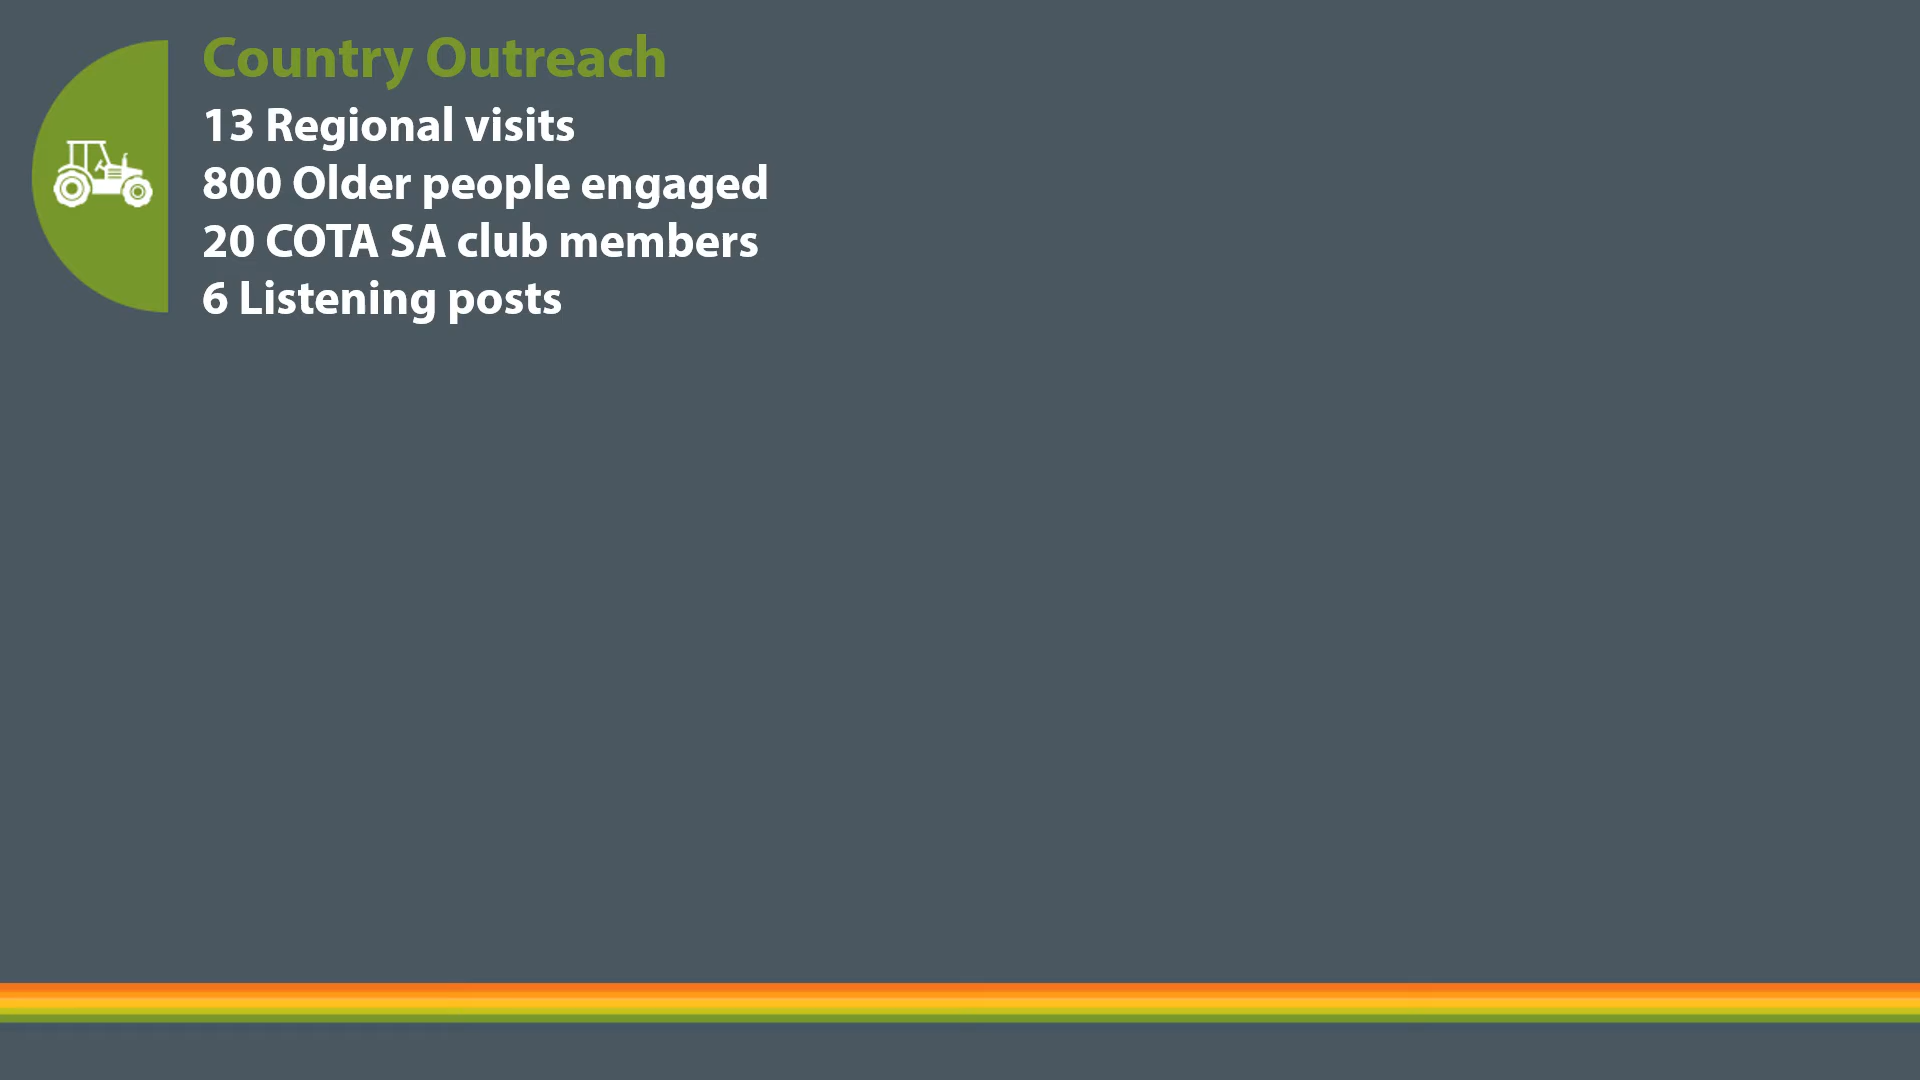 Country Outreach
13 Regional visits
800 Older people engaged
20 COTA SA club members
6 Listening posts